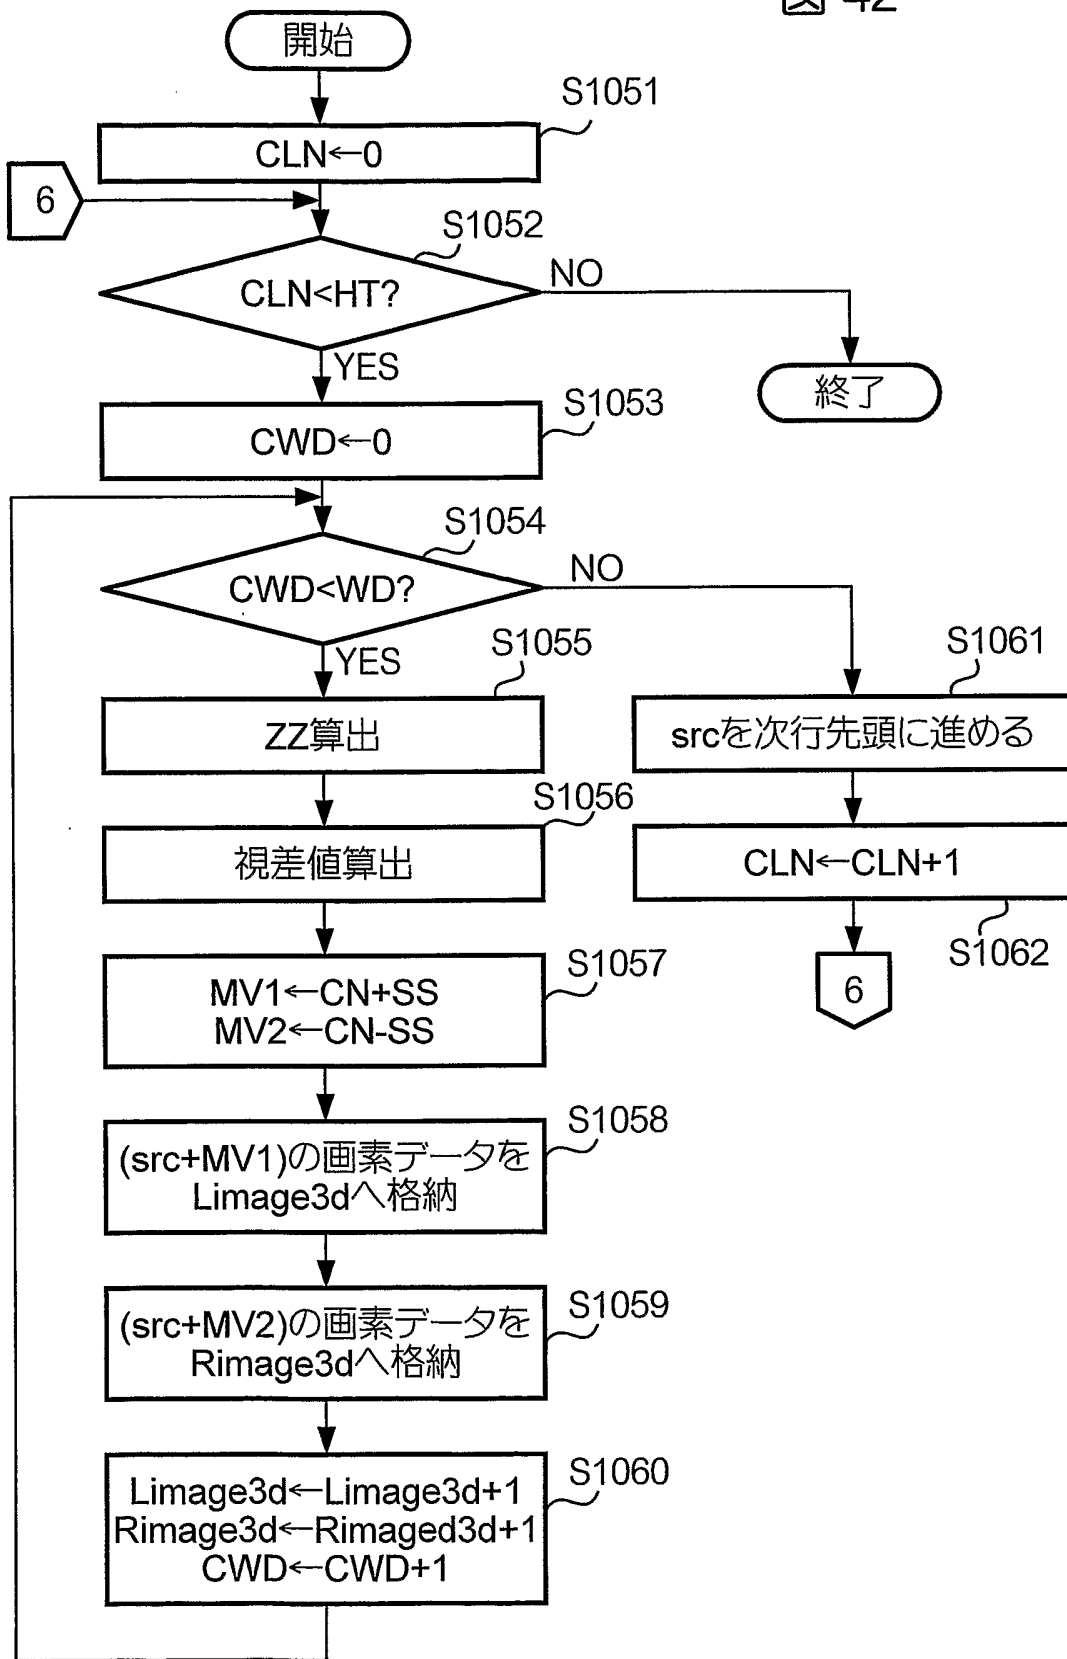 図 42
開始
S1051
CLN←0
6
S1052
CLN<HT?
NO
YES
終了
S1053
CWD←0
S1054
CWD<WD?
NO
YES
S1055
ZZ算出
S1056
視差値算出
S1057
MV1←CN+SS
MV2←CN-SS
S1058
(src+MV1)の画素データを
Limage3dへ格納
S1059
(src+MV2)の画素データを
Rimage3dへ格納
S1060
Limage3d←Limage3d+1
Rimage3d←Rimaged3d+1
CWD←CWD+1
S1061
srcを次行先頭に進める
CLN←CLN+1
S1062
6